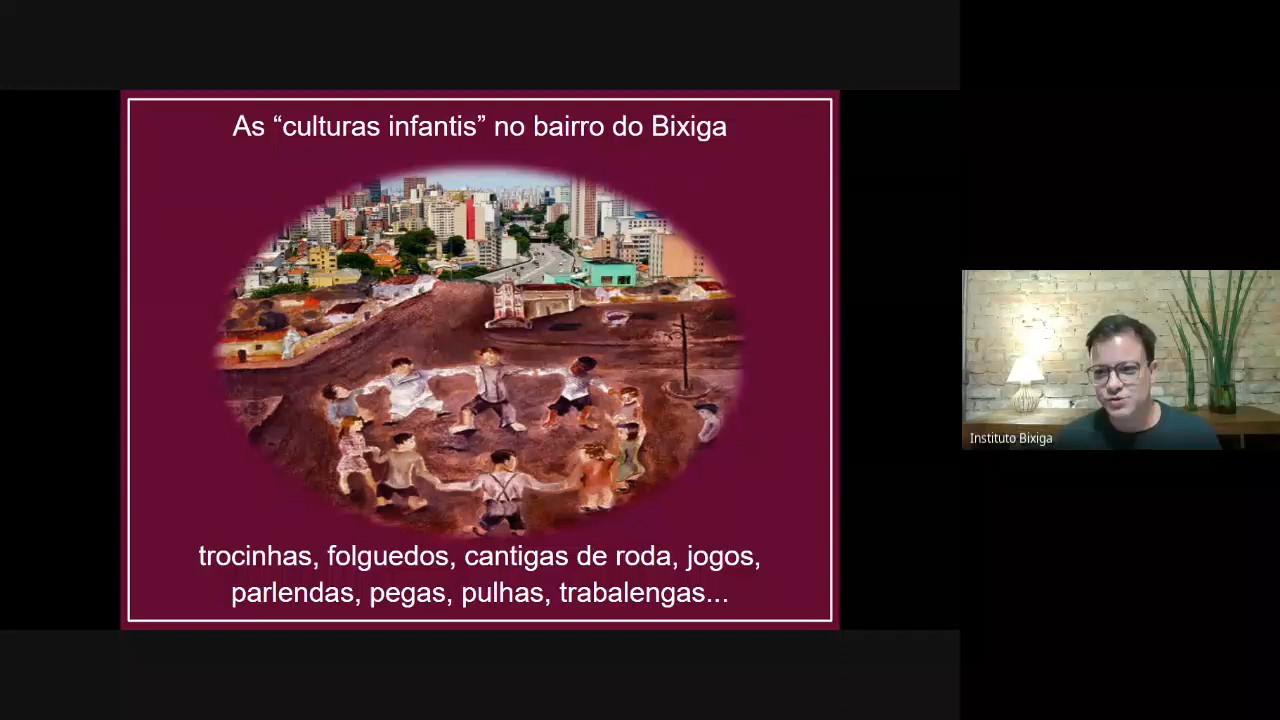 As “culturas infantis” no bairro do Bixiga
trocinhas, folguedos, cantigas de roda, jogos,
parlendas, pegas, pulhas, trabalengas...
Instituto Bixiga